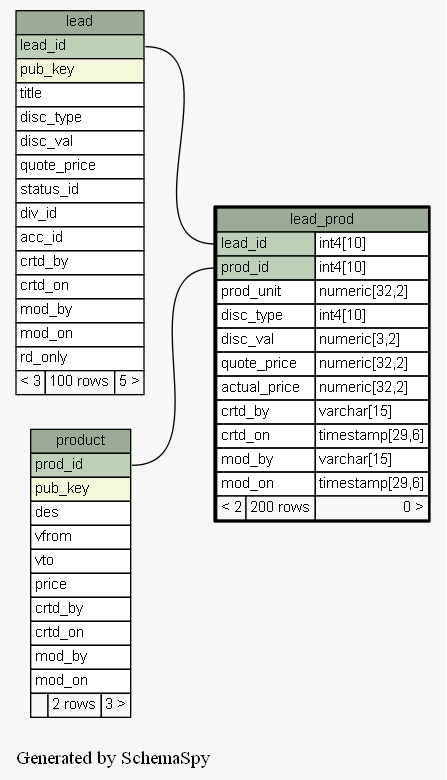 lead
lead_id
pub_key
title
disc_type
disc_val
quote_price
status_id
div_id
acc_id
crtd_by
crtd_on
mod_by
mod_on
rd_only
< 3 100 rows 5 >
lead_prod
lead_id int4[10]
prod_id int4[10]
prod_unit numeric[32,2]
disc_type int4[10]
disc_val numeric[3,2]
quote_price numeric[32,2]
actual_price numeric[32,2]
crtd_by varchar[15]
crtd_on timestamp[29,6]
mod_by varchar[15]
mod_on timestamp[29,6]
< 2 200 rows 0 >
product
prod_id
pub_key
des
vfrom
vto
price
crtd_by
crtd_on
mod_by
mod_on
2 rows 3 >
Generated by SchemaSpy